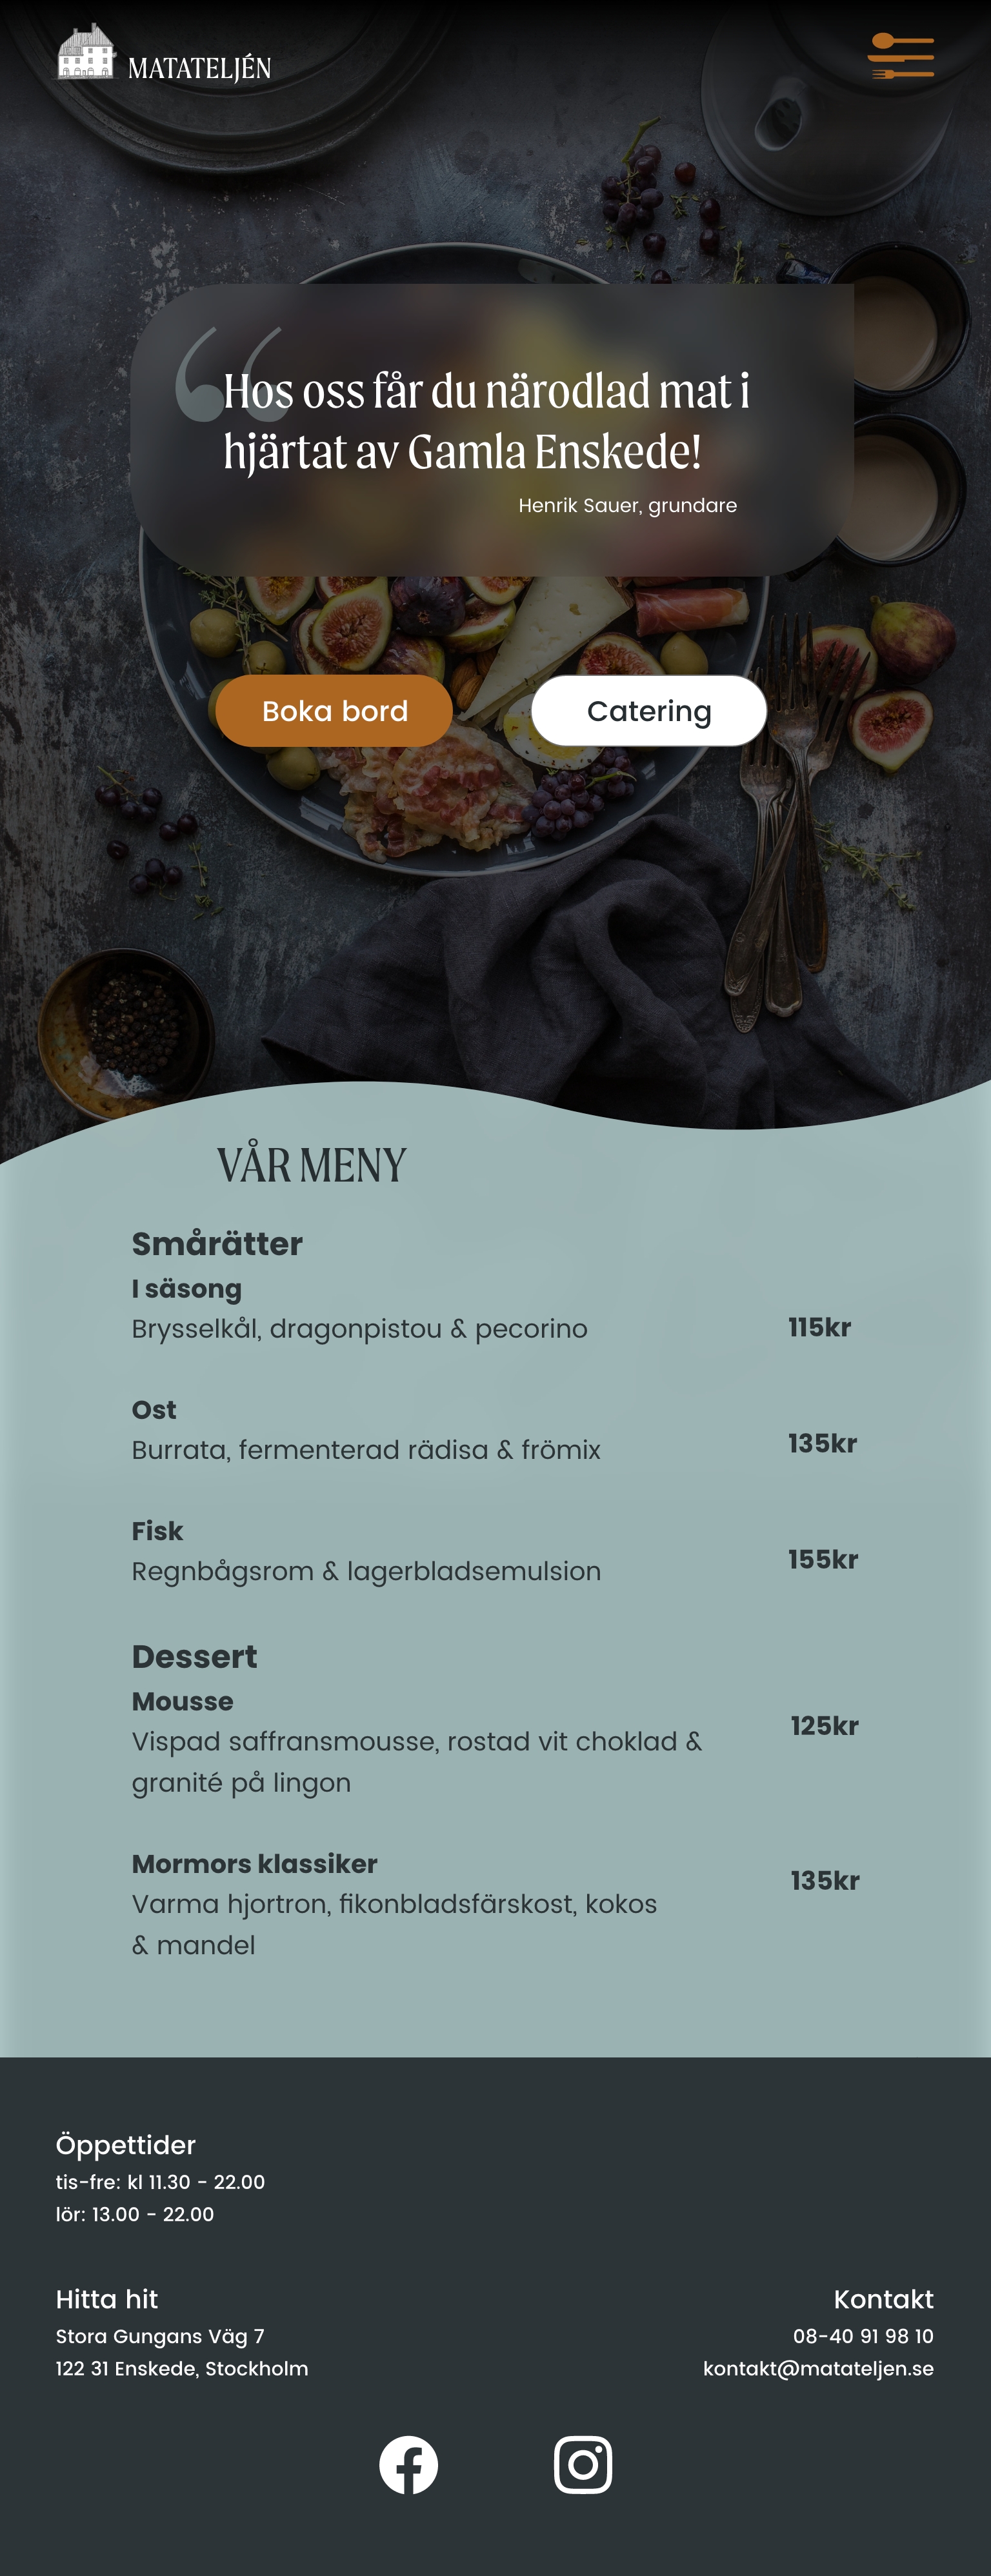 MATATELJÉN
Hos oss får du närodlad mat i
hjärtat av Gamla Enskede!
Henrik Sauer, grundare
Boka bord
Catering
VÅR MENY
Smårätter
I säsong
Brysselkål, dragonpistou & pecorino
115kr
Ost
Burrata, fermenterad rädisa & frömix
135kr
Fisk
Regnbågsrom & lagerbladsemulsion
155kr
Dessert
Mousse
Vispad saffransmousse, rostad vit choklad &
granité på lingon
125kr
Mormors klassiker
Varma hjortron, fikonbladsfärskost, kokos
& mandel
135kr
Öppettider
tis-fre: kl 11.30 - 22.00
lör: 13.00 - 22.00
Hitta hit
Stora Gungans Väg 7
122 31 Enskede, Stockholm
Kontakt
08-40 91 98 10
kontakt@matateljen.se